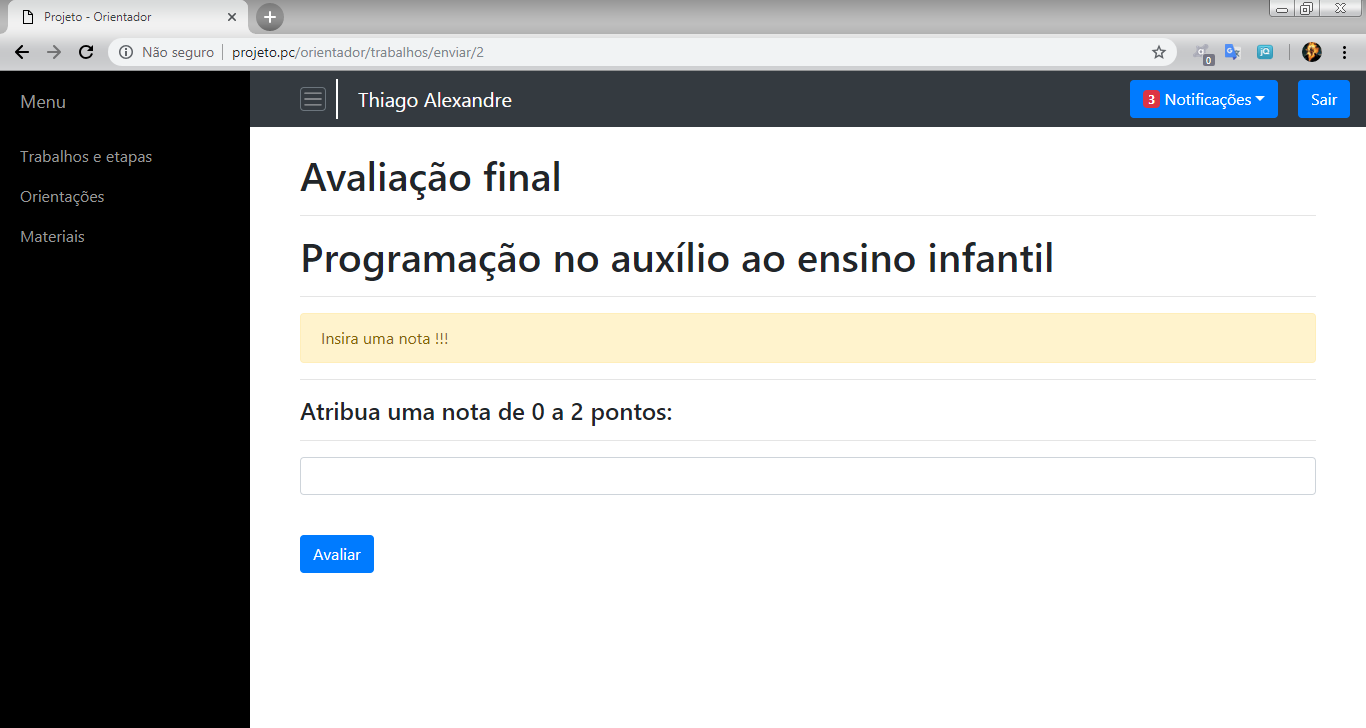 Projeto - Orientador
Não seguro projeto.pc/orientador/trabalhos/enviar/2
0
Menu
Thiago Alexandre
3 Notificações
Sair
Trabalhos e etapas
Orientações
Materiais
Avaliação final
Programação no auxílio ao ensino infantil
Insira uma nota !!!
Atribua uma nota de 0 a 2 pontos:
Avaliar